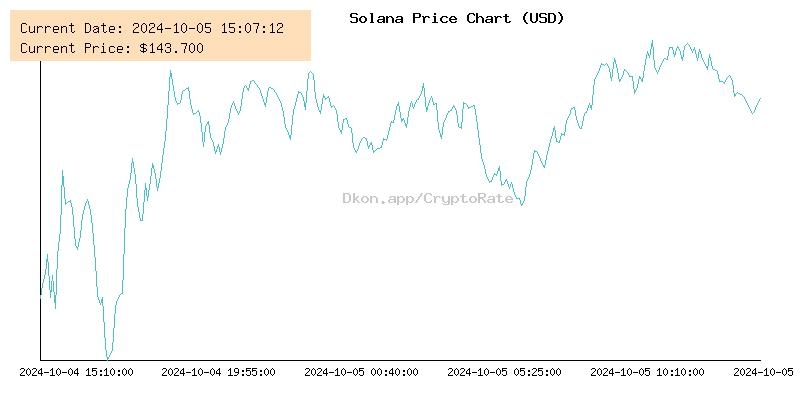 Solana Price Chart (USD)
Current Date: 2024-10-05 15:07:12
Current Price: $143.700
Dkon.app/CryptoRate
2024-10-04 15:10:00 2024-10-04 19:55:00 2024-10-05 00:40:00 2024-10-05 05:25:00 2024-10-05 10:10:00 2024-10-05